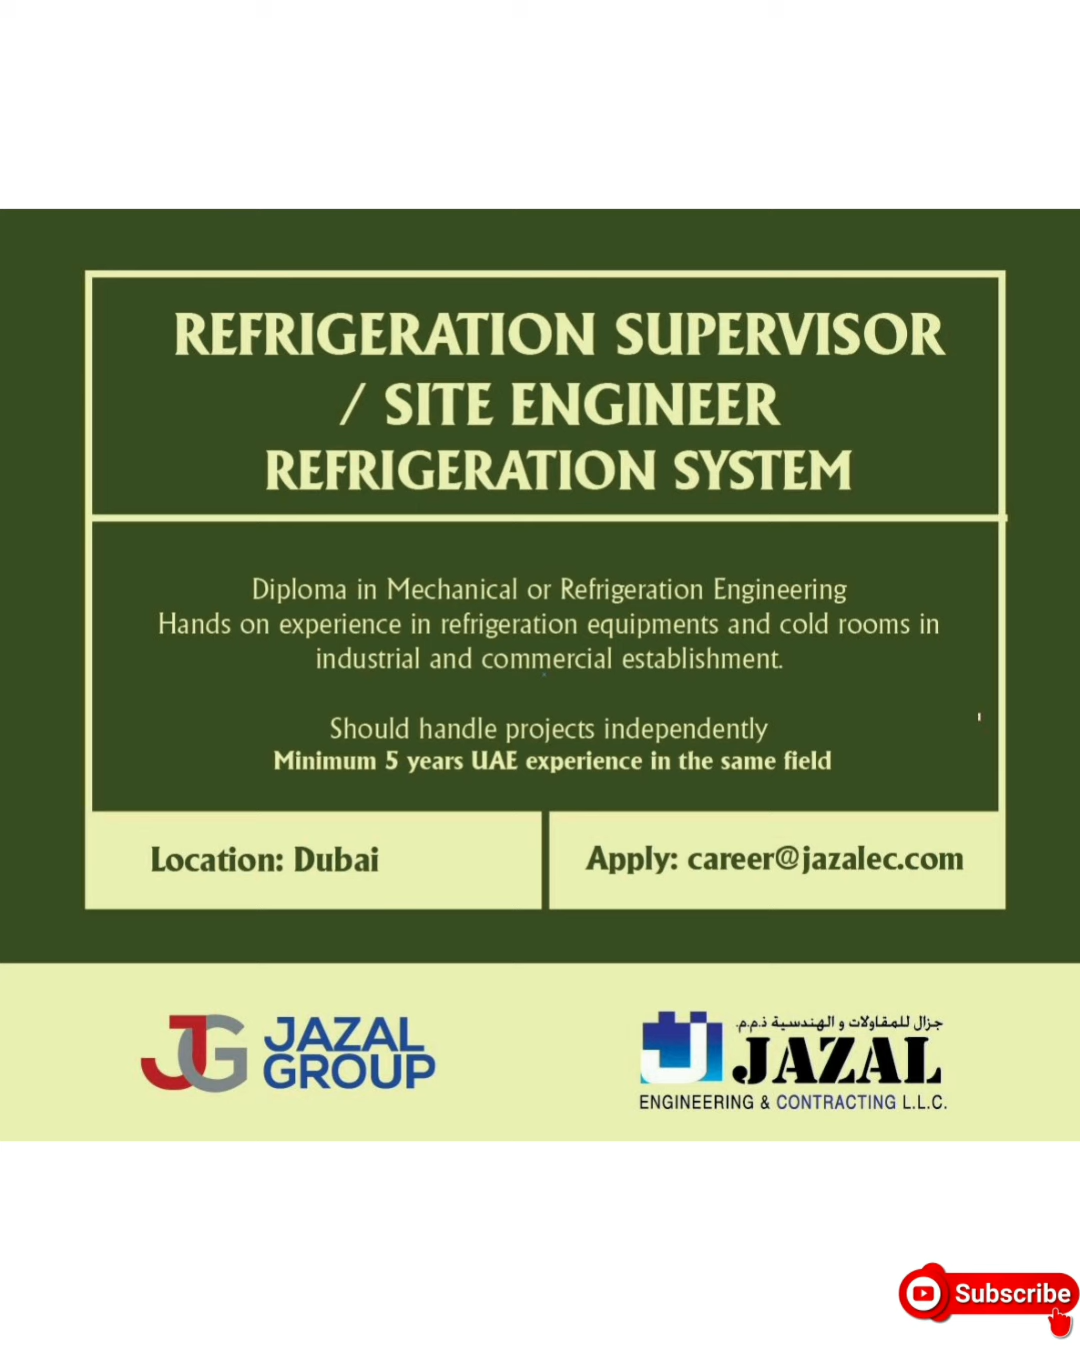 REFRIGERATION SUPERVISOR
/ SITE ENGINEER
REFRIGERATION SYSTEM
Diploma in Mechanical or Refrigeration Engineering
Hands on experience in refrigeration equipments and cold rooms in
industrial and commercial establishment.
Should handle projects independently
Minimum 5 years UAE experience in the same field
Location: Dubai
Apply: career@jazalec.com
JG
JAZAL
GROUP
جزال للمقاولات و الهندسية ذ.م.م.
JAZAL
ENGINEERING & CONTRACTING L.L.C.
Subscribe